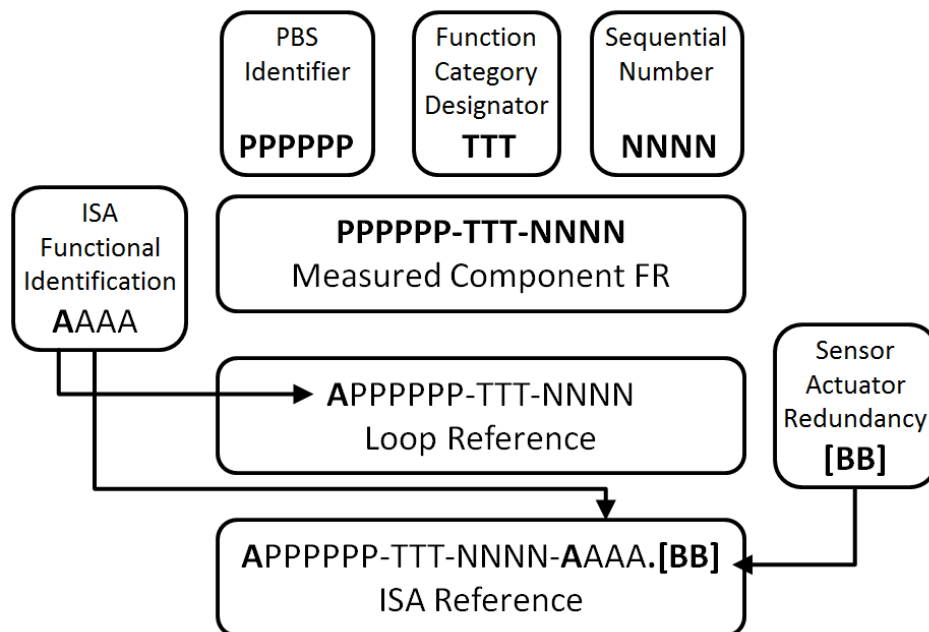 PBS
Identifier
PPPPPP
Function
Category
Designator
TTT
Sequential
Number
NNNN
ISA
Functional
Identification
AAAA
PPPPPP-TTT-NNNN
Measured Component FR
APPPPPP-TTT-NNNN
Loop Reference
Sensor
Actuator
Redundancy
[BB]
APPPPPP-TTT-NNNN-AAAA.[BB]
ISA Reference